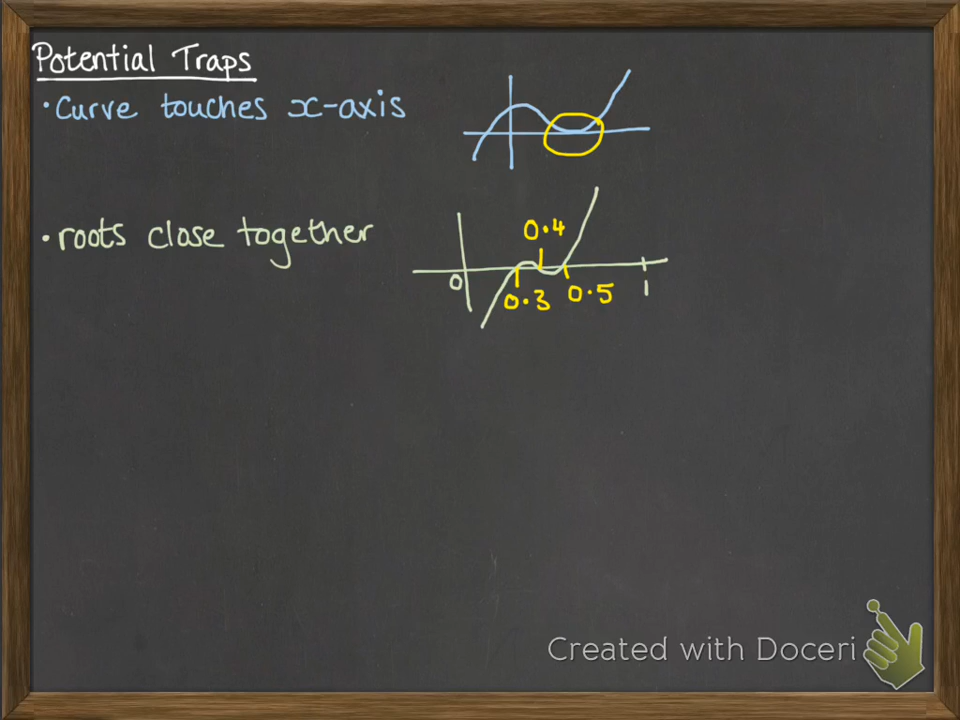 Potential Traps
• Curve touches x-axis
• roots close together
0.4
0
0.3
0.5
1
Created with Doceri